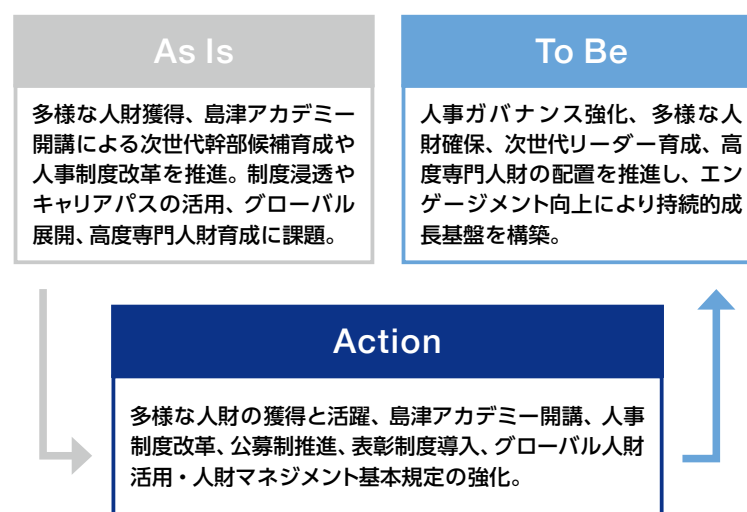 As Is
多様な人財獲得、島津アカデミー
開講による次世代幹部候補育成や
人事制度改革を推進。制度浸透や
キャリアパスの活用、グローバル
展開、高度専門人財育成に課題。
To Be
人事ガバナンス強化、多様な人
財確保、次世代リーダー育成、高
度専門人財の配置を推進し、エン
ゲージメント向上により持続的成
長基盤を構築。
Action
多様な人財の獲得と活躍、島津アカデミー開講、人事
制度改革、公募制推進、表彰制度導入、グローバル人財
活用・人財マネジメント基本規定の強化。